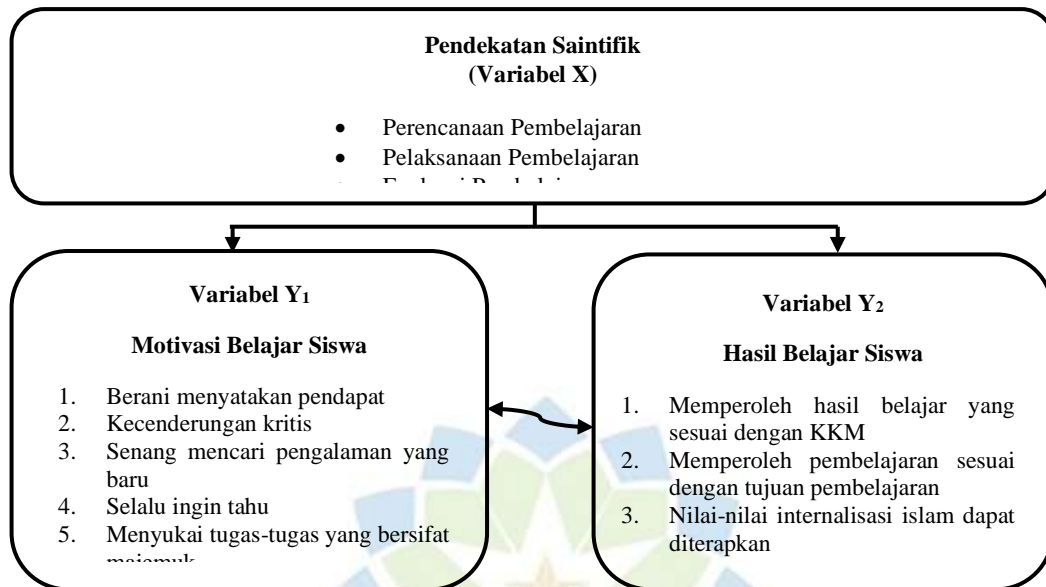 Pendekatan Saintifik
(Variabel X)
• Perencanaan Pembelajaran
• Pelaksanaan Pembelajaran
Variabel Y1
Motivasi Belajar Siswa
1. Berani menyatakan pendapat
2. Kecenderungan kritis
3. Senang mencari pengalaman yang
baru
4. Selalu ingin tahu
5. Menyukai tugas-tugas yang bersifat
Variabel Y2
Hasil Belajar Siswa
1. Memperoleh hasil belajar yang
sesuai dengan KKM
2. Memperoleh pembelajaran sesuai
dengan tujuan pembelajaran
3. Nilai-nilai internalisasi islam dapat
diterapkan